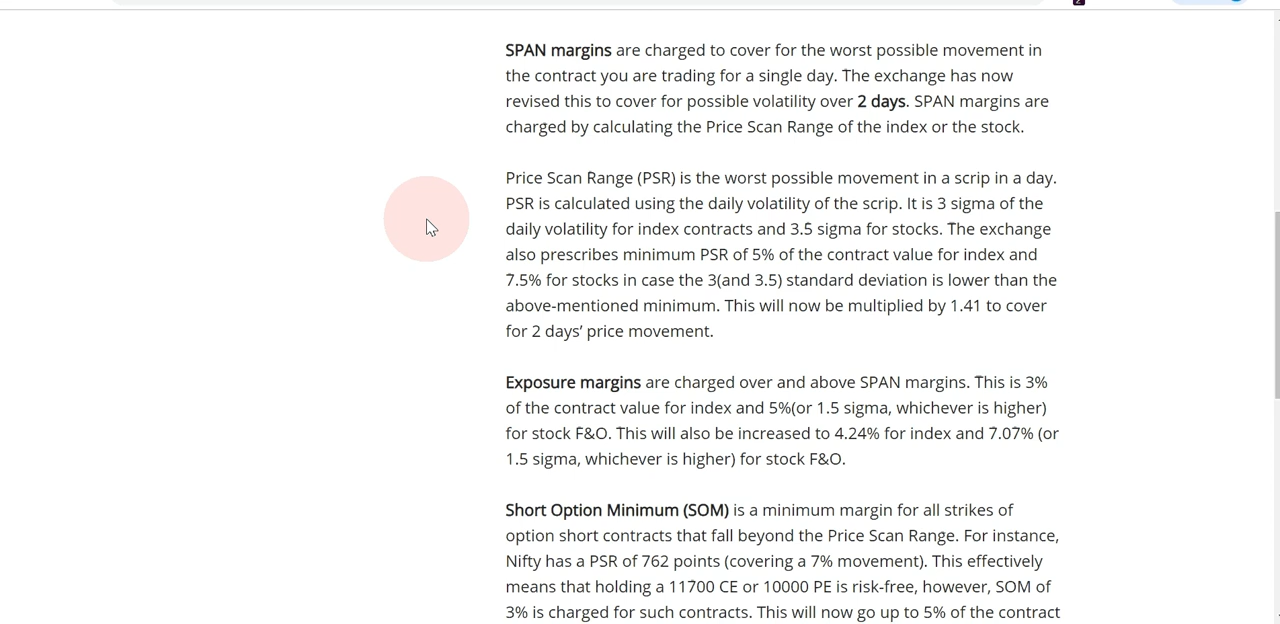 SPAN margins are charged to cover for the worst possible movement in
the contract you are trading for a single day. The exchange has now
revised this to cover for possible volatility over 2 days. SPAN margins are
charged by calculating the Price Scan Range of the index or the stock.
Price Scan Range (PSR) is the worst possible movement in a scrip in a day.
PSR is calculated using the daily volatility of the scrip. It is 3 sigma of the
daily volatility for index contracts and 3.5 sigma for stocks. The exchange
also prescribes minimum PSR of 5% of the contract value for index and
7.5% for stocks in case the 3(and 3.5) standard deviation is lower than the
above-mentioned minimum. This will now be multiplied by 1.41 to cover
for 2 days’ price movement.
Exposure margins are charged over and above SPAN margins. This is 3%
of the contract value for index and 5%(or 1.5 sigma, whichever is higher)
for stock F&O. This will also be increased to 4.24% for index and 7.07% (or
1.5 sigma, whichever is higher) for stock F&O.
Short Option Minimum (SOM) is a minimum margin for all strikes of
option short contracts that fall beyond the Price Scan Range. For instance,
Nifty has a PSR of 762 points (covering a 7% movement). This effectively
means that holding a 11700 CE or 10000 PE is risk-free, however, SOM of
3% is charged for such contracts. This will now go up to 5% of the contract